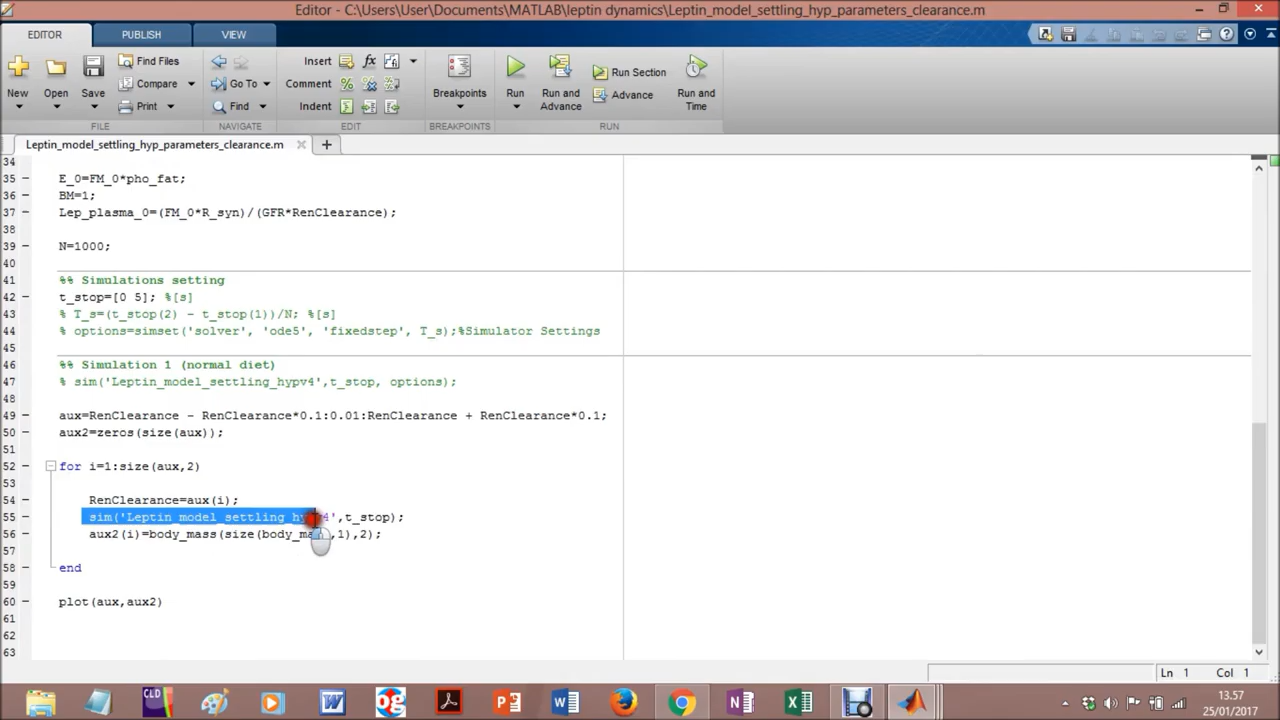 Editor - C:\Users\User\Documents\MATLAB\leptin dynamics\Leptin_model_settling_hyp_parameters_clearance.m
EDITOR PUBLISH VIEW
New Open Save
Find Files
Compare
Print
Go To
Find
Insert
Comment
Indent
Breakpoints
Run
Run and Advance
Run Section
Advance
Run and Time
FILE NAVIGATE EDIT BREAKPOINTS RUN
Leptin_model_settling_hyp_parameters_clearance.m
34
35 E_0=FM_0*pho_fat;
36 BM=1;
37 Lep_plasma_0=(FM_0*R_syn)/(GFR*RenClearance);
38
39 N=1000;
40
41 %% Simulations setting
42 t_stop=[0 5]; %[s]
43 % T_s=(t_stop(2) - t_stop(1))/N; %[s]
44 % options=simset('solver', 'ode5', 'fixedstep', T_s);%Simulator Settings
45
46 %% Simulation 1 (normal diet)
47 % sim('Leptin_model_settling_hypv4',t_stop, options);
48
49 aux=RenClearance - RenClearance*0.1:0.01:RenClearance + RenClearance*0.1;
50 aux2=zeros(size(aux));
51
52 for i=1:size(aux,2)
53
54 RenClearance=aux(i);
55 sim('Leptin_model_settling_hypv4',t_stop);
56 aux2(i)=body_mass(size(body_mass,1),2);
57
58 end
59
60 plot(aux,aux2)
61
62
63
Ln 1 Col 1
CLD
13.57
25/01/2017